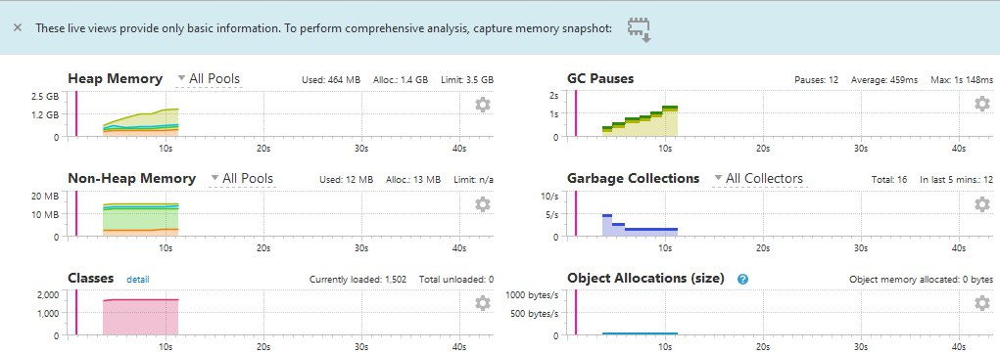 These live views provide only basic information. To perform comprehensive analysis, capture memory snapshot:
Heap Memory All Pools Used: 464 MB Alloc.: 1.4 GB Limit: 3.5 GB
2.5 GB
1.2 GB
0
10s 20s 30s 40s
GC Pauses Pauses: 12 Average: 459ms Max: 1s 148ms
2s
1s
0
10s 20s 30s 40s
Non-Heap Memory All Pools Used: 12 MB Alloc.: 13 MB Limit: n/a
20 MB
10 MB
0
10s 20s 30s 40s
Garbage Collections All Collectors Total: 16 In last 5 mins.: 12
10/s
5/s
0
10s 20s 30s 40s
Classes detail Currently loaded: 1,502 Total unloaded: 0
2,000
1,000
0
10s 20s 30s 40s
Object Allocations (size) ? Object memory allocated: 0 bytes
1000 bytes/s
500 bytes/s
0
10s 20s 30s 40s